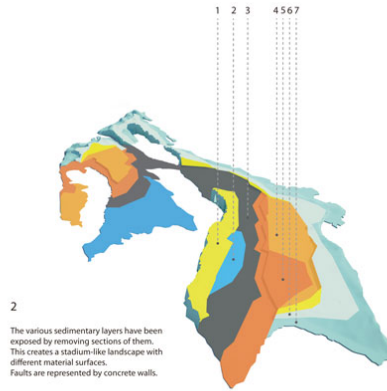 1 2 3 4 5 6 7
2
The various sedimentary layers have been
exposed by removing sections of them.
This creates a stadium-like landscape with
different material surfaces.
Faults are represented by concrete walls.